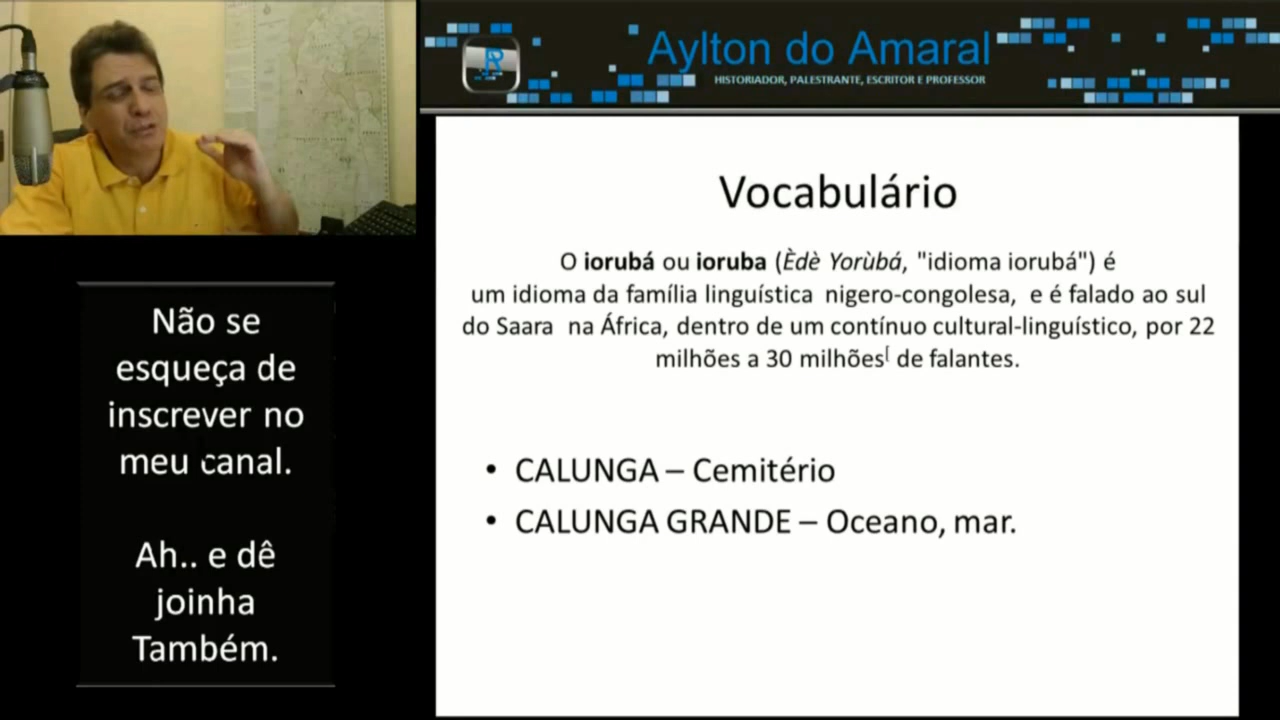 Aylton do Amaral
HISTORIADOR, PALESTRANTE, ESCRITOR E PROFESSOR
R
Vocabulário
O iorubá ou ioruba (Èdè Yorùbá, "idioma iorubá") é
um idioma da família linguística nigero-congolesa, e é falado ao sul
do Saara na África, dentro de um contínuo cultural-linguístico, por 22
milhões a 30 milhões[ de falantes.
• CALUNGA – Cemitério
• CALUNGA GRANDE – Oceano, mar.
Não se
esqueça de
inscrever no
meu canal.
Ah.. e dê
joinha
Também.